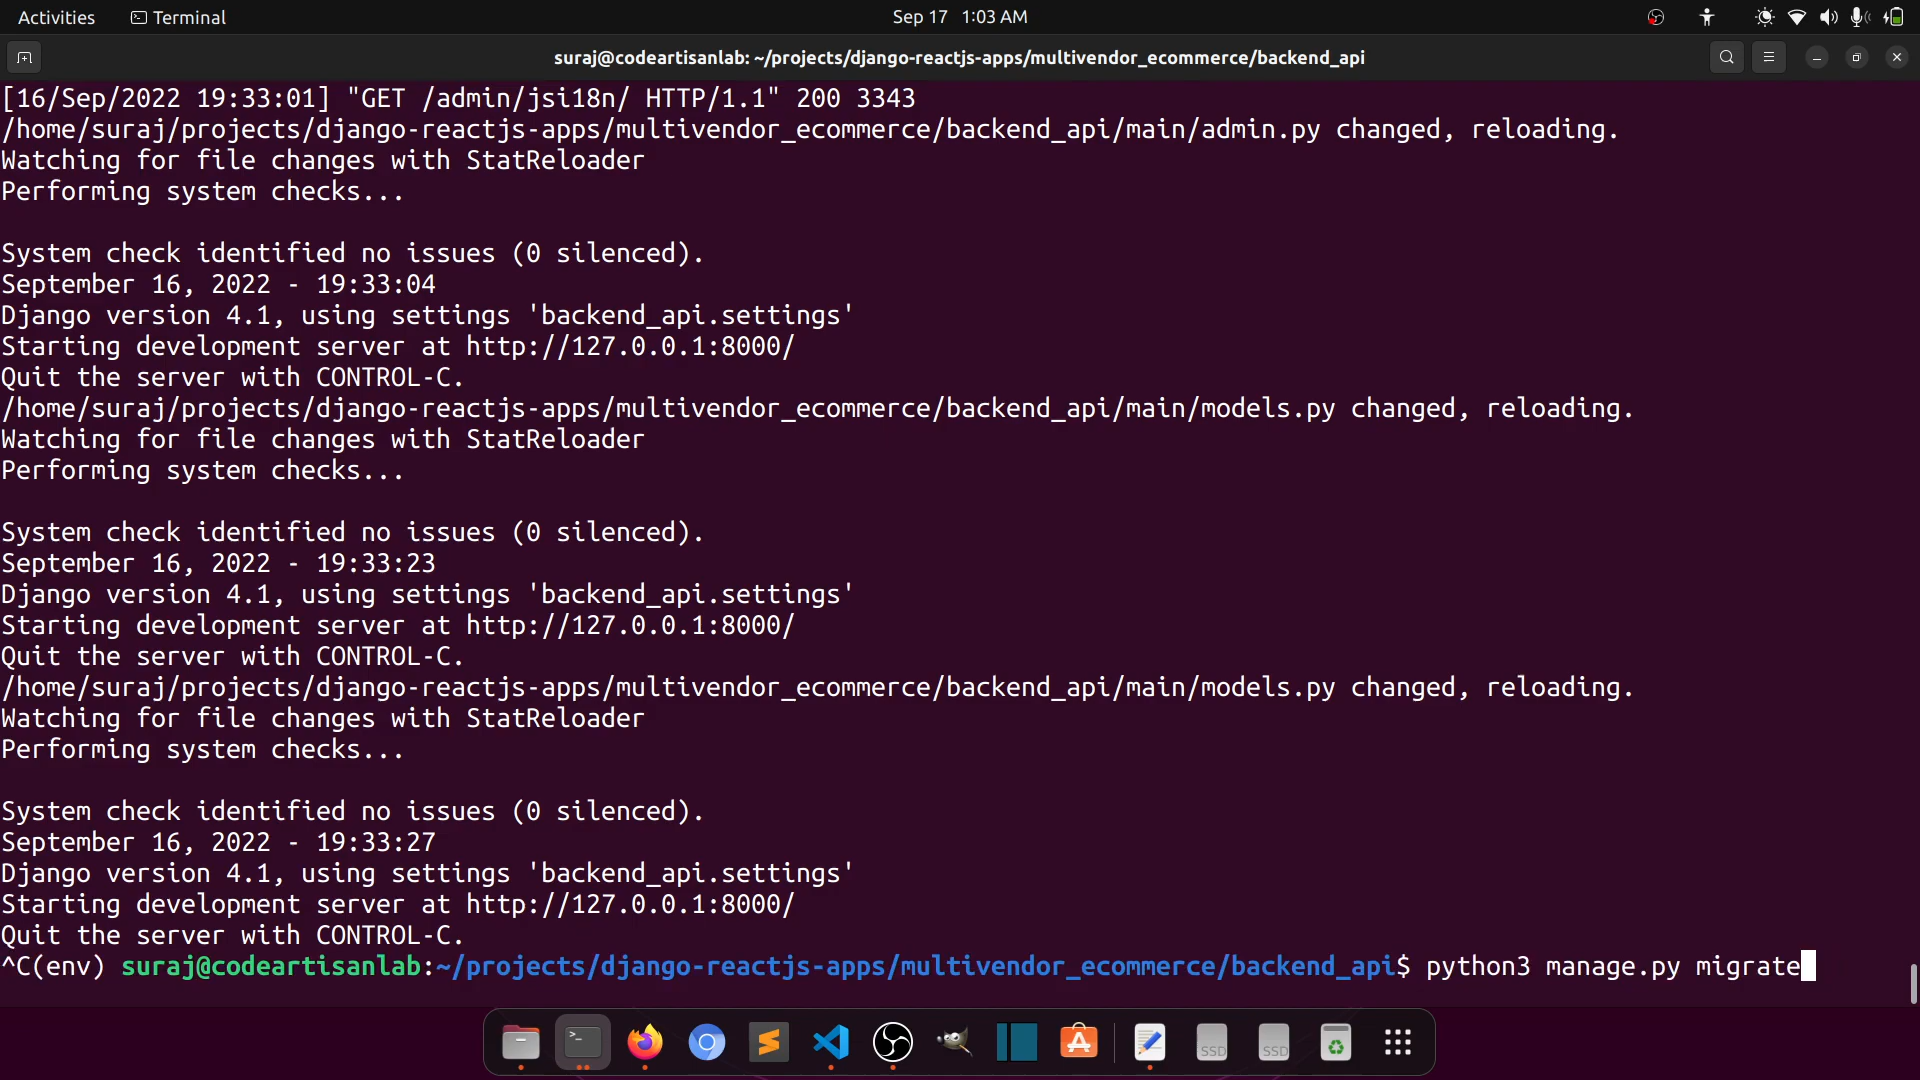 Activities
Terminal
Sep 17 1:03 AM
suraj@codeartisanlab: ~/projects/django-reactjs-apps/multivendor_ecommerce/backend_api
[16/Sep/2022 19:33:01] "GET /admin/jsi18n/ HTTP/1.1" 200 3343
/home/suraj/projects/django-reactjs-apps/multivendor_ecommerce/backend_api/main/admin.py changed, reloading.
Watching for file changes with StatReloader
Performing system checks...
System check identified no issues (0 silenced).
September 16, 2022 - 19:33:04
Django version 4.1, using settings 'backend_api.settings'
Starting development server at http://127.0.0.1:8000/
Quit the server with CONTROL-C.
/home/suraj/projects/django-reactjs-apps/multivendor_ecommerce/backend_api/main/models.py changed, reloading.
Watching for file changes with StatReloader
Performing system checks...
System check identified no issues (0 silenced).
September 16, 2022 - 19:33:23
Django version 4.1, using settings 'backend_api.settings'
Starting development server at http://127.0.0.1:8000/
Quit the server with CONTROL-C.
/home/suraj/projects/django-reactjs-apps/multivendor_ecommerce/backend_api/main/models.py changed, reloading.
Watching for file changes with StatReloader
Performing system checks...
System check identified no issues (0 silenced).
September 16, 2022 - 19:33:27
Django version 4.1, using settings 'backend_api.settings'
Starting development server at http://127.0.0.1:8000/
Quit the server with CONTROL-C.
^C(env) suraj@codeartisanlab:~/projects/django-reactjs-apps/multivendor_ecommerce/backend_api$ python3 manage.py migrate
SSD
SSD